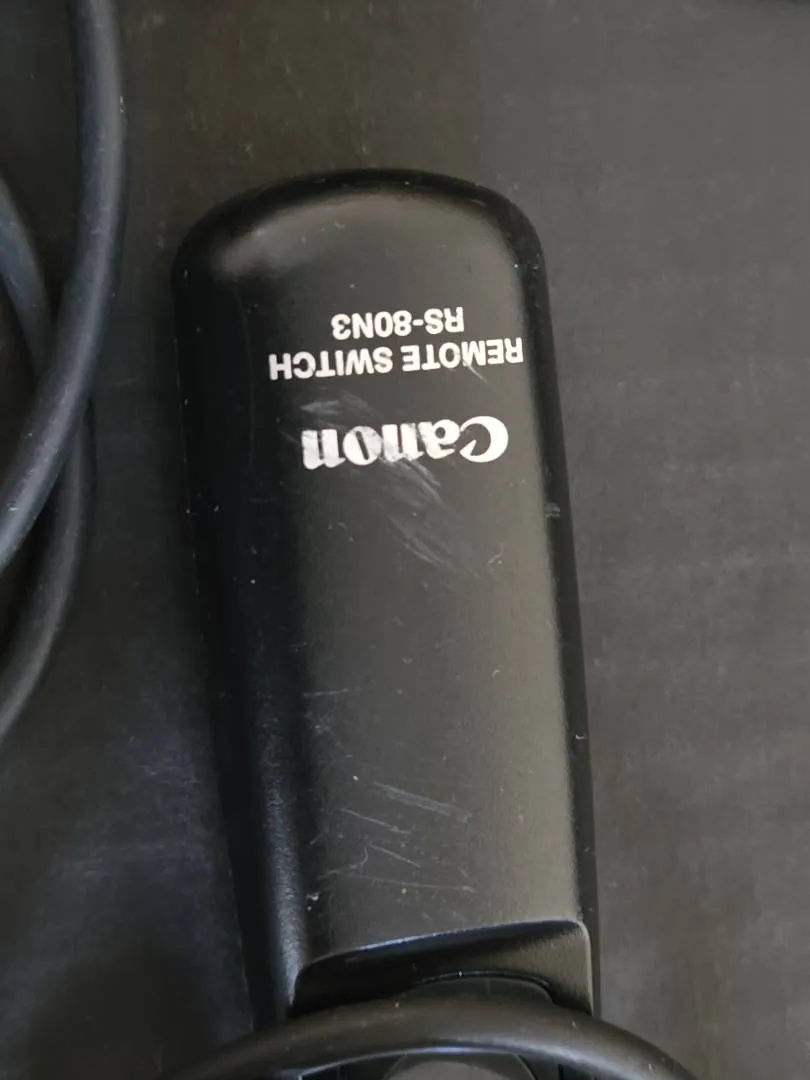 Canon
REMOTE SWITCH
RS-80N3